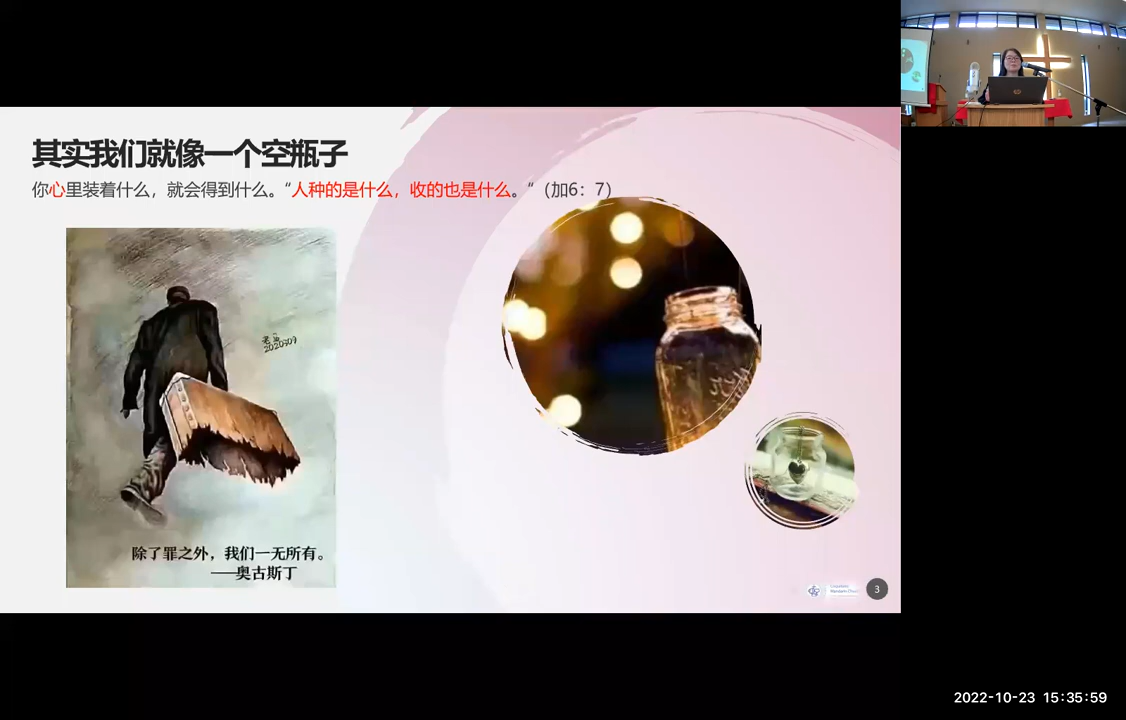 其实我们就像一个空瓶子
你心里装着什么，就会得到什么。“人种的是什么，收的也是什么。“（加6：7）
20200309
除了罪之外，我们一无所有。
——奥古斯丁
3
2022-10-23 15:35:59